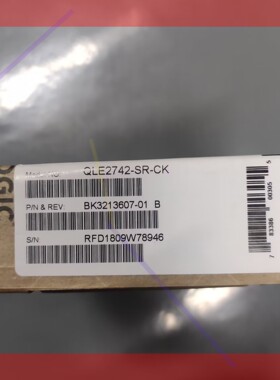 QLE2742-SR-CK
P/N & REV: BK3213607-01 B
S/N: RFD1809W78946